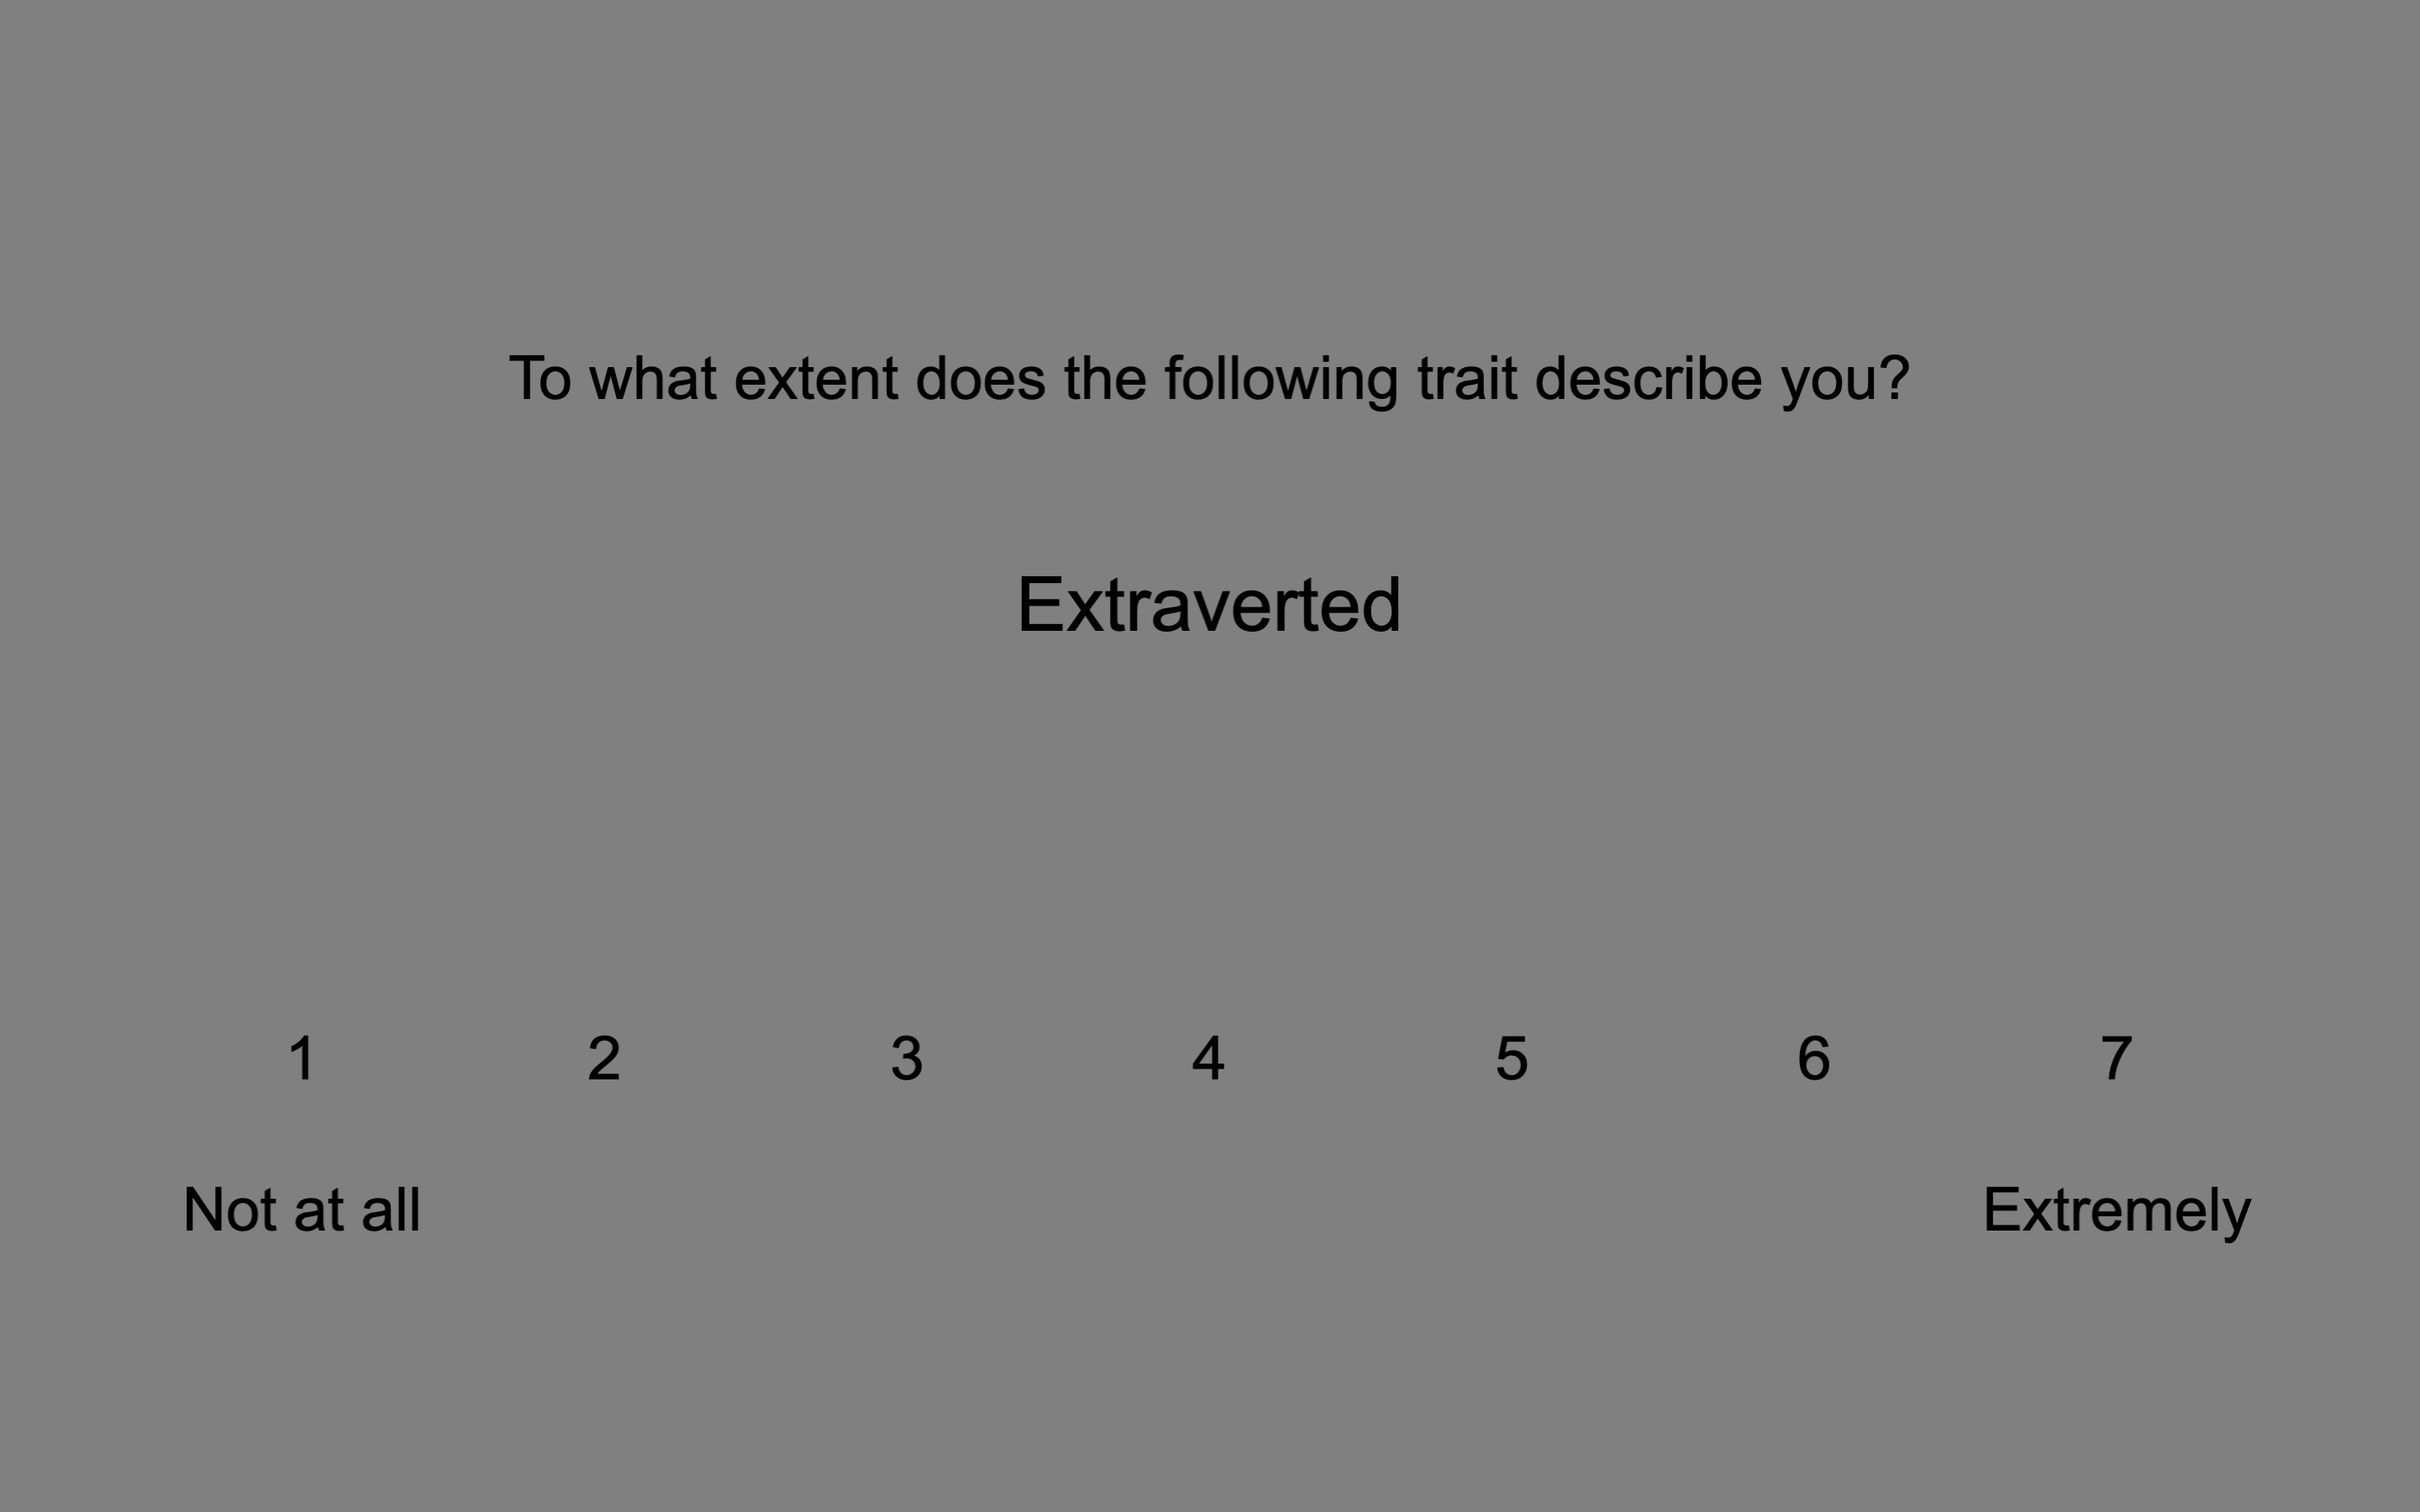 To what extent does the following trait describe you?
Extraverted
1 2 3 4 5 6 7
Not at all Extremely